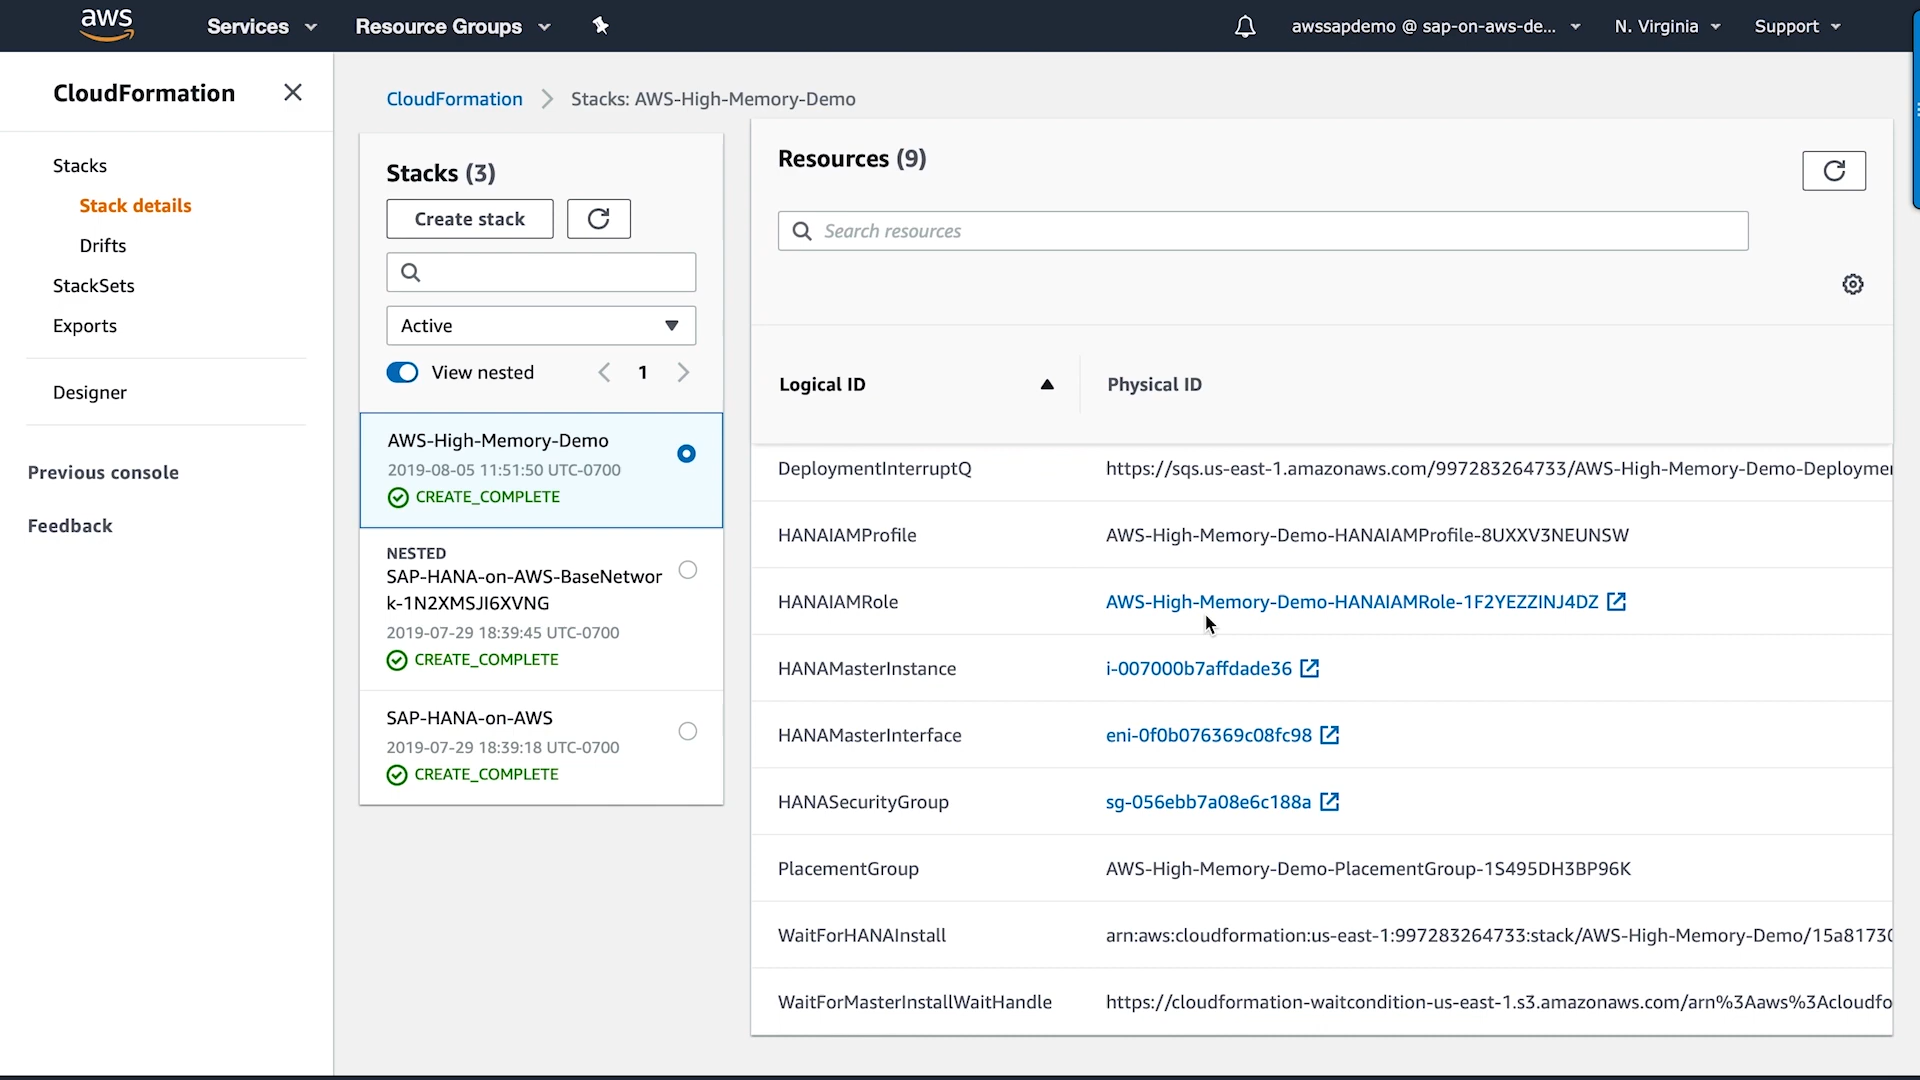 aws
Services
Resource Groups
awssapdemo @ sap-on-aws-de...
N. Virginia
Support
CloudFormation
Stacks
Stack details
Drifts
StackSets
Exports
Designer
Previous console
Feedback
CloudFormation
Stacks: AWS-High-Memory-Demo
Stacks (3)
Create stack
Active
View nested
1
AWS-High-Memory-Demo
2019-08-05 11:51:50 UTC-0700
CREATE_COMPLETE
NESTED
SAP-HANA-on-AWS-BaseNetwor
k-1N2XMSJI6XVNG
2019-07-29 18:39:45 UTC-0700
CREATE_COMPLETE
SAP-HANA-on-AWS
2019-07-29 18:39:18 UTC-0700
CREATE_COMPLETE
Resources (9)
Search resources
Logical ID
Physical ID
DeploymentInterruptQ
https://sqs.us-east-1.amazonaws.com/997283264733/AWS-High-Memory-Demo-Deployme
HANAIAMProfile
AWS-High-Memory-Demo-HANAIAMProfile-8UXXV3NEUNSW
HANAIAMRole
AWS-High-Memory-Demo-HANAIAMRole-1F2YEZZINJ4DZ
HANAMasterInstance
i-007000b7affdade36
HANAMasterInterface
eni-0f0b076369c08fc98
HANASecurityGroup
sg-056ebb7a08e6c188a
PlacementGroup
AWS-High-Memory-Demo-PlacementGroup-1S495DH3BP96K
WaitForHANAInstall
arn:aws:cloudformation:us-east-1:997283264733:stack/AWS-High-Memory-Demo/15a8173
WaitForMasterInstallWaitHandle
https://cloudformation-waitcondition-us-east-1.s3.amazonaws.com/arn%3Aaws%3Acloudfo